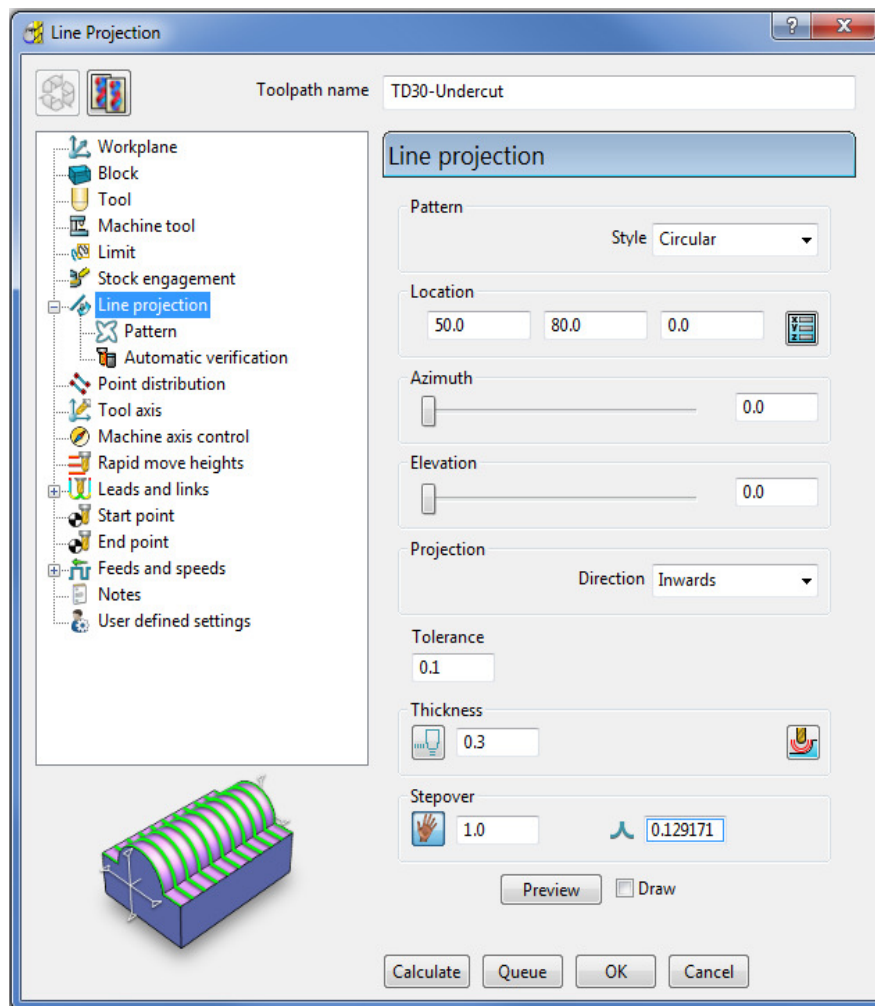 Line Projection
?
X
Toolpath name
TD30-Undercut
Workplane
Block
Tool
Machine tool
Limit
Stock engagement
Line projection
Pattern
Automatic verification
Point distribution
Tool axis
Machine axis control
Rapid move heights
Leads and links
Start point
End point
Feeds and speeds
Notes
User defined settings
Line projection
Pattern
Style Circular
Location
50.0 80.0 0.0
X
Y
Z
Azimuth
0.0
Elevation
0.0
Projection
Direction Inwards
Tolerance
0.1
Thickness
0.3
Stepover
1.0 0.129171
Preview Draw
Calculate Queue OK Cancel